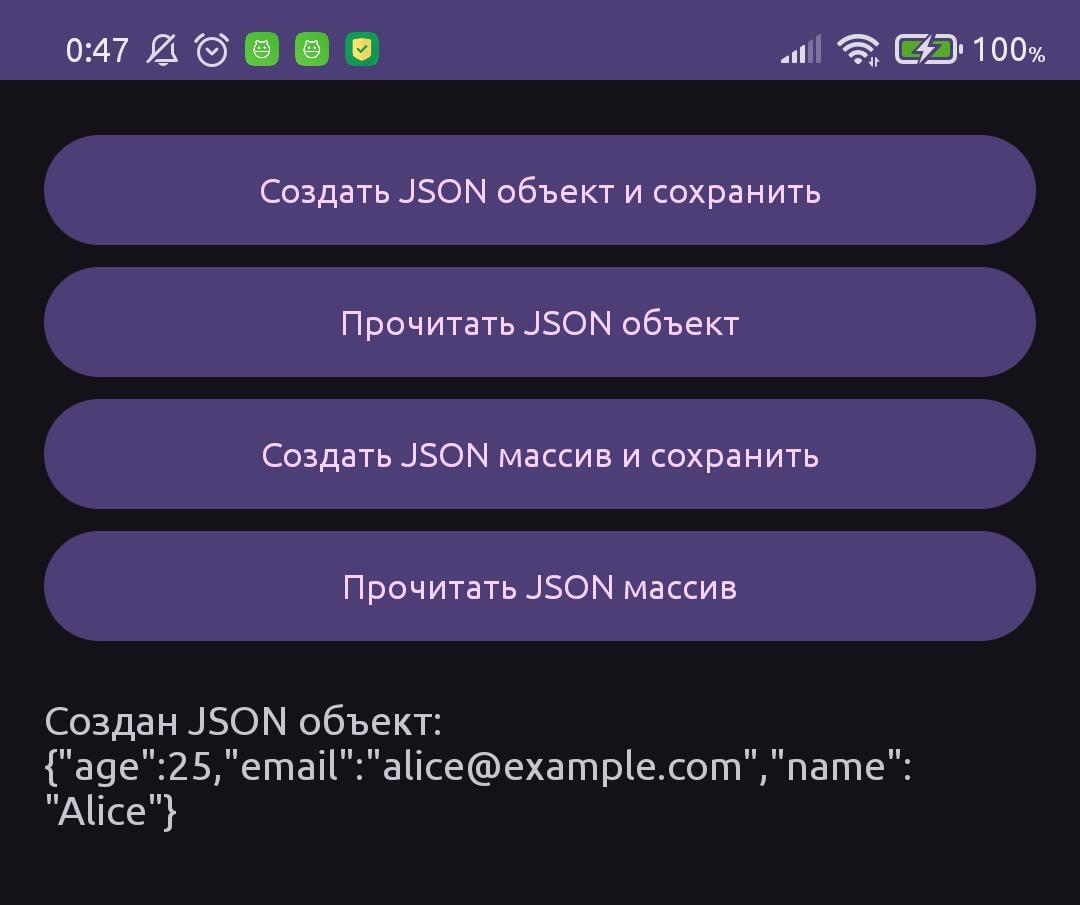 0:47 100%
Создать JSON объект и сохранить
Прочитать JSON объект
Создать JSON массив и сохранить
Прочитать JSON массив
Создан JSON объект:
{"age":25,"email":"alice@example.com","name":
"Alice"}